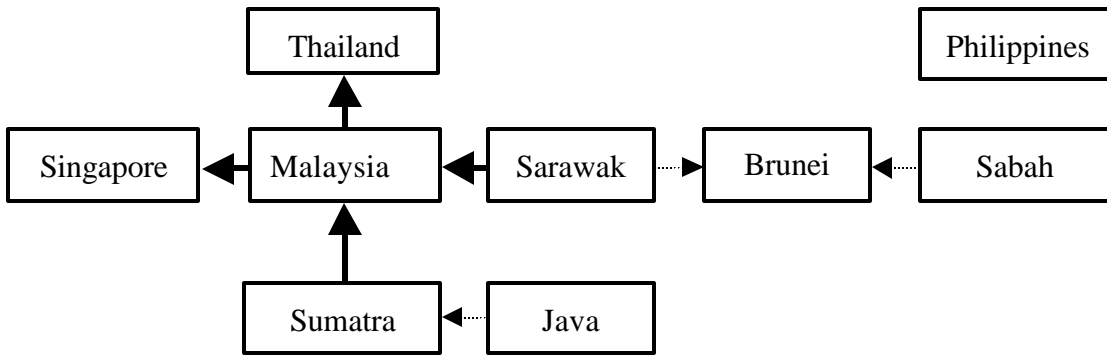 Thailand
Philippines
Singapore
Malaysia
Sarawak
Brunei
Sabah
Sumatra
Java